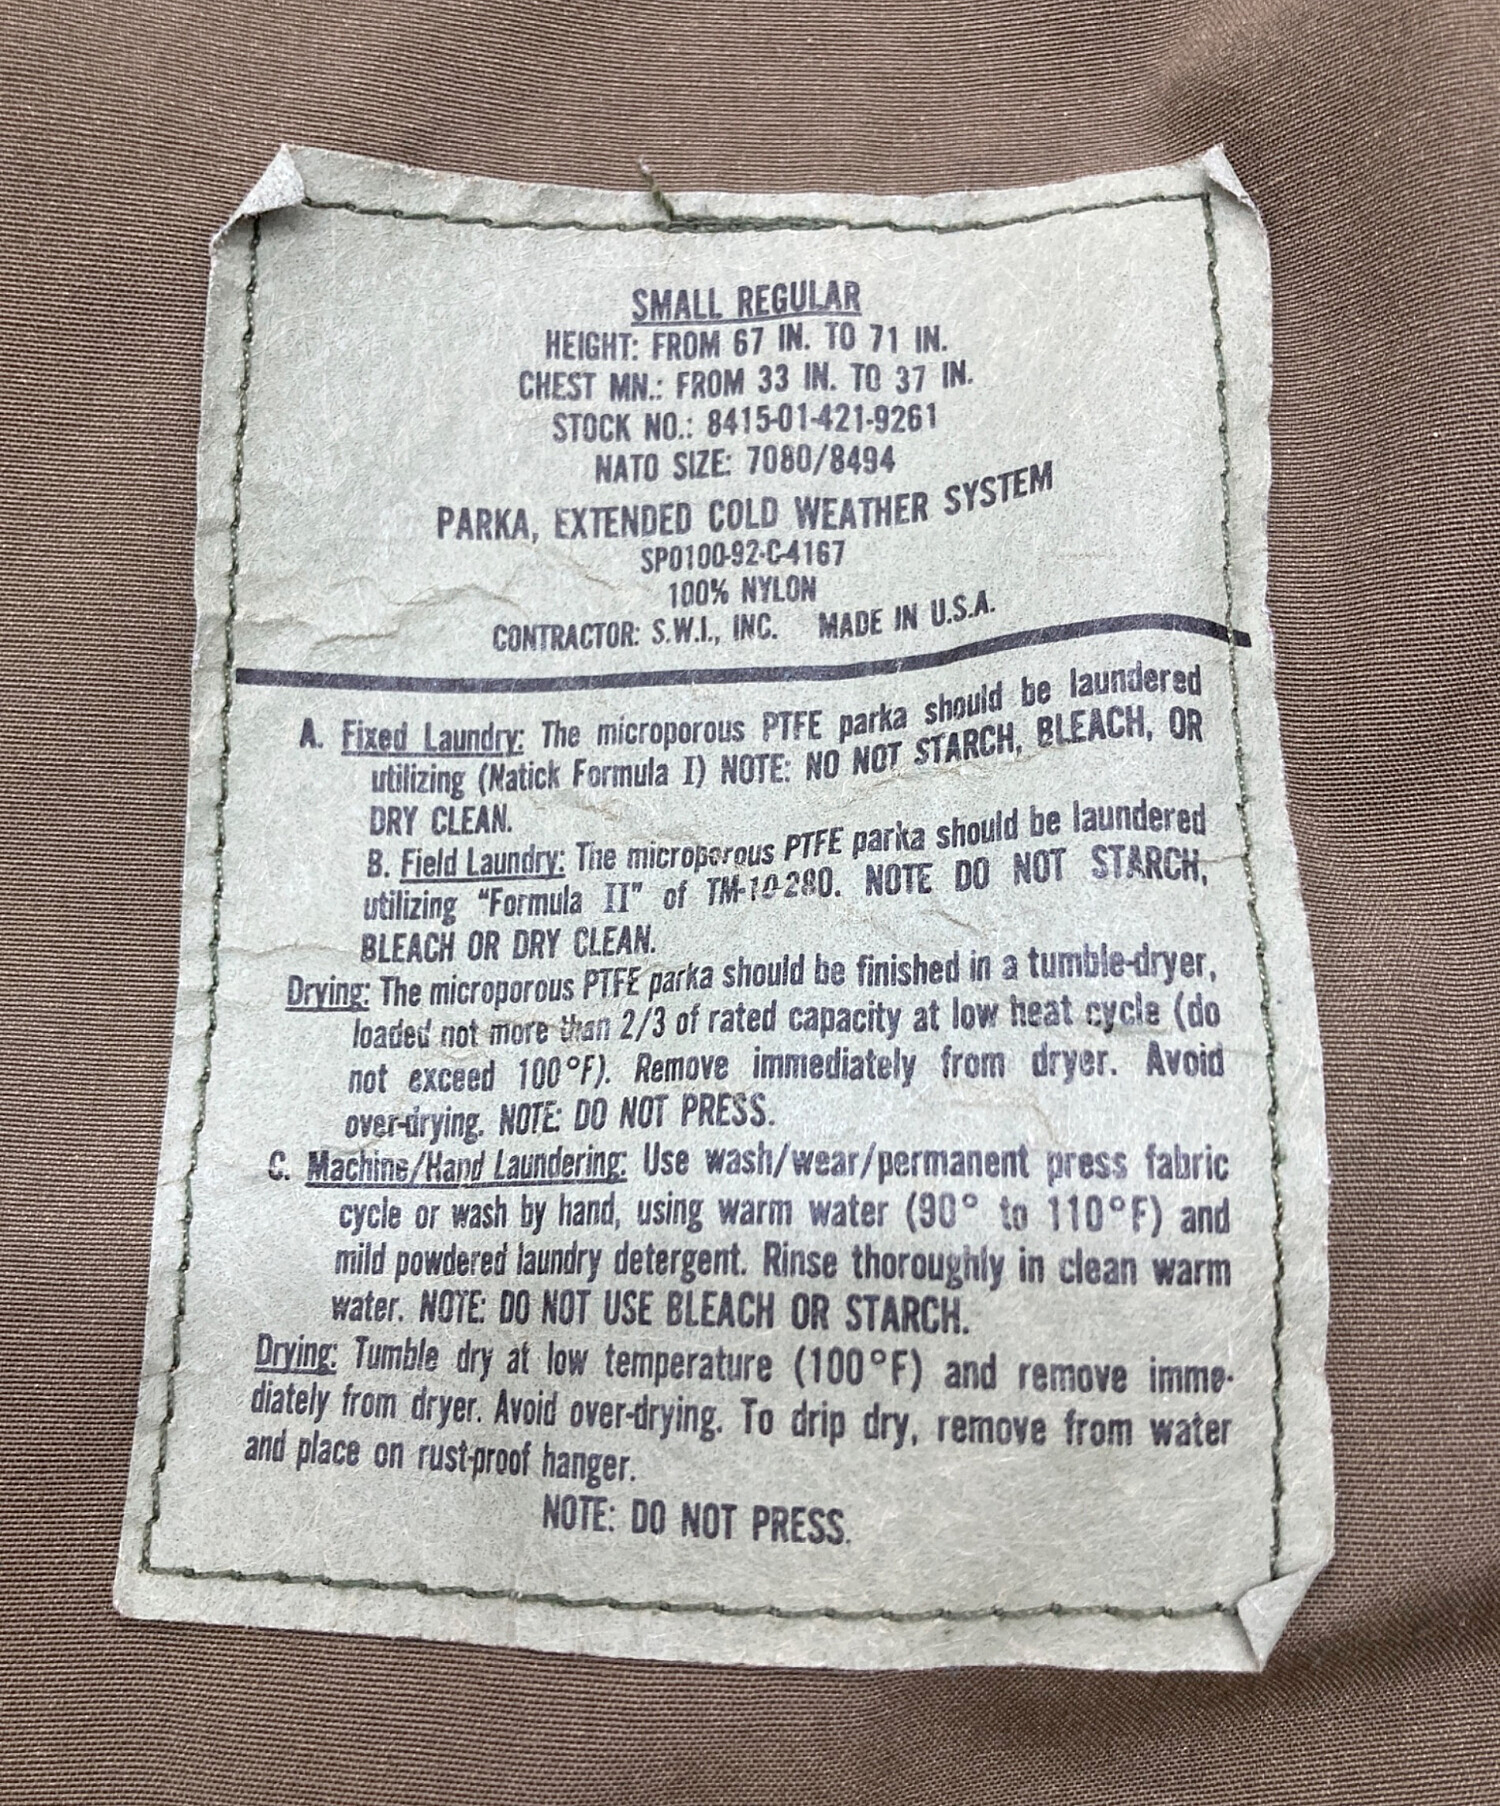 SMALL REGULAR
HEIGHT: FROM 67 IN. TO 71 IN.
CHEST MN.: FROM 33 IN. TO 37 IN.
STOCK NO.: 8415-01-421-9261
NATO SIZE: 7080/8494
PARKA, EXTENDED COLD WEATHER SYSTEM
SP0100-92-C-4167
100% NYLON
CONTRACTOR: S.W.I., INC. MADE IN U.S.A.
A. Fixed Laundry: The microporous PTFE parka should be laundered
utilizing (Natick Formula I) NOTE: NO NOT STARCH, BLEACH, OR
DRY CLEAN.
B. Field Laundry: The microporous PTFE parka should be laundered
utilizing "Formula II" of TM-10-280. NOTE DO NOT STARCH,
BLEACH OR DRY CLEAN.
Drying: The microporous PTFE parka should be finished in a tumble-dryer,
loaded not more than 2/3 of rated capacity at low heat cycle (do
not exceed 100°F). Remove immediately from dryer. Avoid
over-drying. NOTE: DO NOT PRESS.
C. Machine/Hand Laundering: Use wash/wear/permanent press fabric
cycle or wash by hand, using warm water (90° to 110°F) and
mild powdered laundry detergent. Rinse thoroughly in clean warm
water. NOTE: DO NOT USE BLEACH OR STARCH.
Drying: Tumble dry at low temperature (100°F) and remove imme-
diately from dryer. Avoid over-drying. To drip dry, remove from water
and place on rust-proof hanger.
NOTE: DO NOT PRESS.